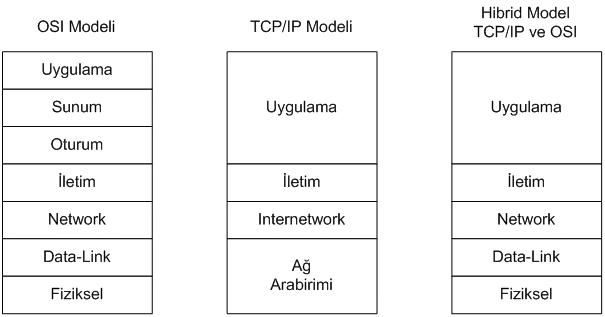 OSI Modeli
Uygulama
Sunum
Oturum
İletim
Network
Data-Link
Fiziksel
TCP/IP Modeli
Uygulama
İletim
Internetwork
Ağ
Arabirimi
Hibrid Model
TCP/IP ve OSI
Uygulama
İletim
Network
Data-Link
Fiziksel